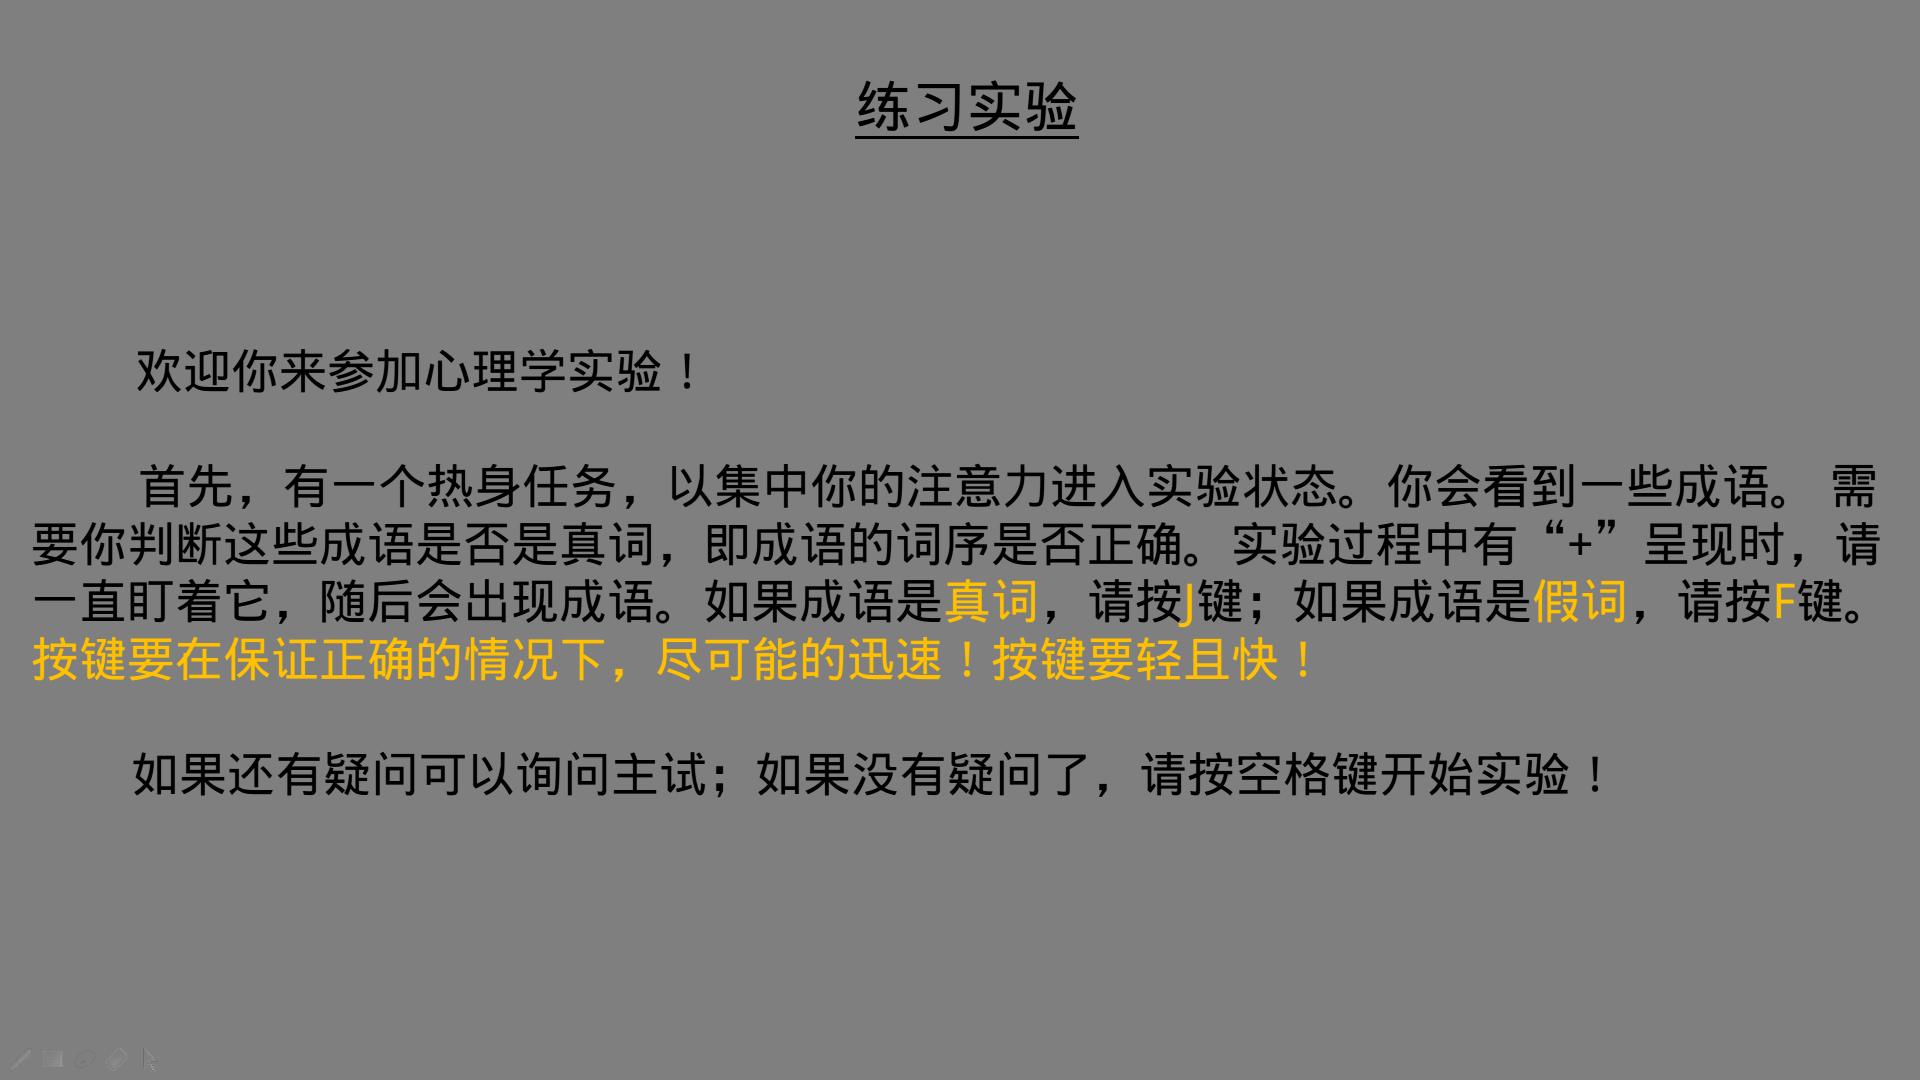 练习实验
欢迎你来参加心理学实验！
首先，有一个热身任务，以集中你的注意力进入实验状态。你会看到一些成语。 需
要你判断这些成语是否是真词，即成语的词序是否正确。实验过程中有“+”呈现时，请
一直盯着它，随后会出现成语。如果成语是真词，请按J键；如果成语是假词，请按F键。
按键要在保证正确的情况下，尽可能的迅速！按键要轻且快！
如果还有疑问可以询问主试；如果没有疑问了，请按空格键开始实验！